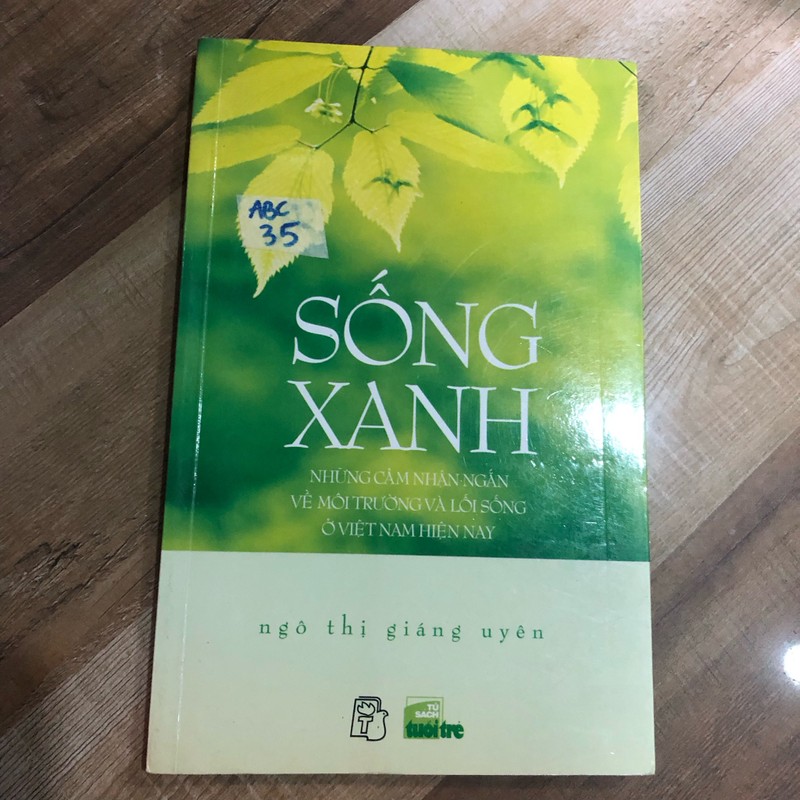 ABC
35
SỐNG
XANH
NHỮNG CẢM NHẬN NGẮN
VỀ MÔI TRƯỜNG VÀ LỐI SỐNG
Ở VIỆT NAM HIỆN NAY
ngô thị giáng uyên
T
TỦ
SÁCH
tuổi trẻ